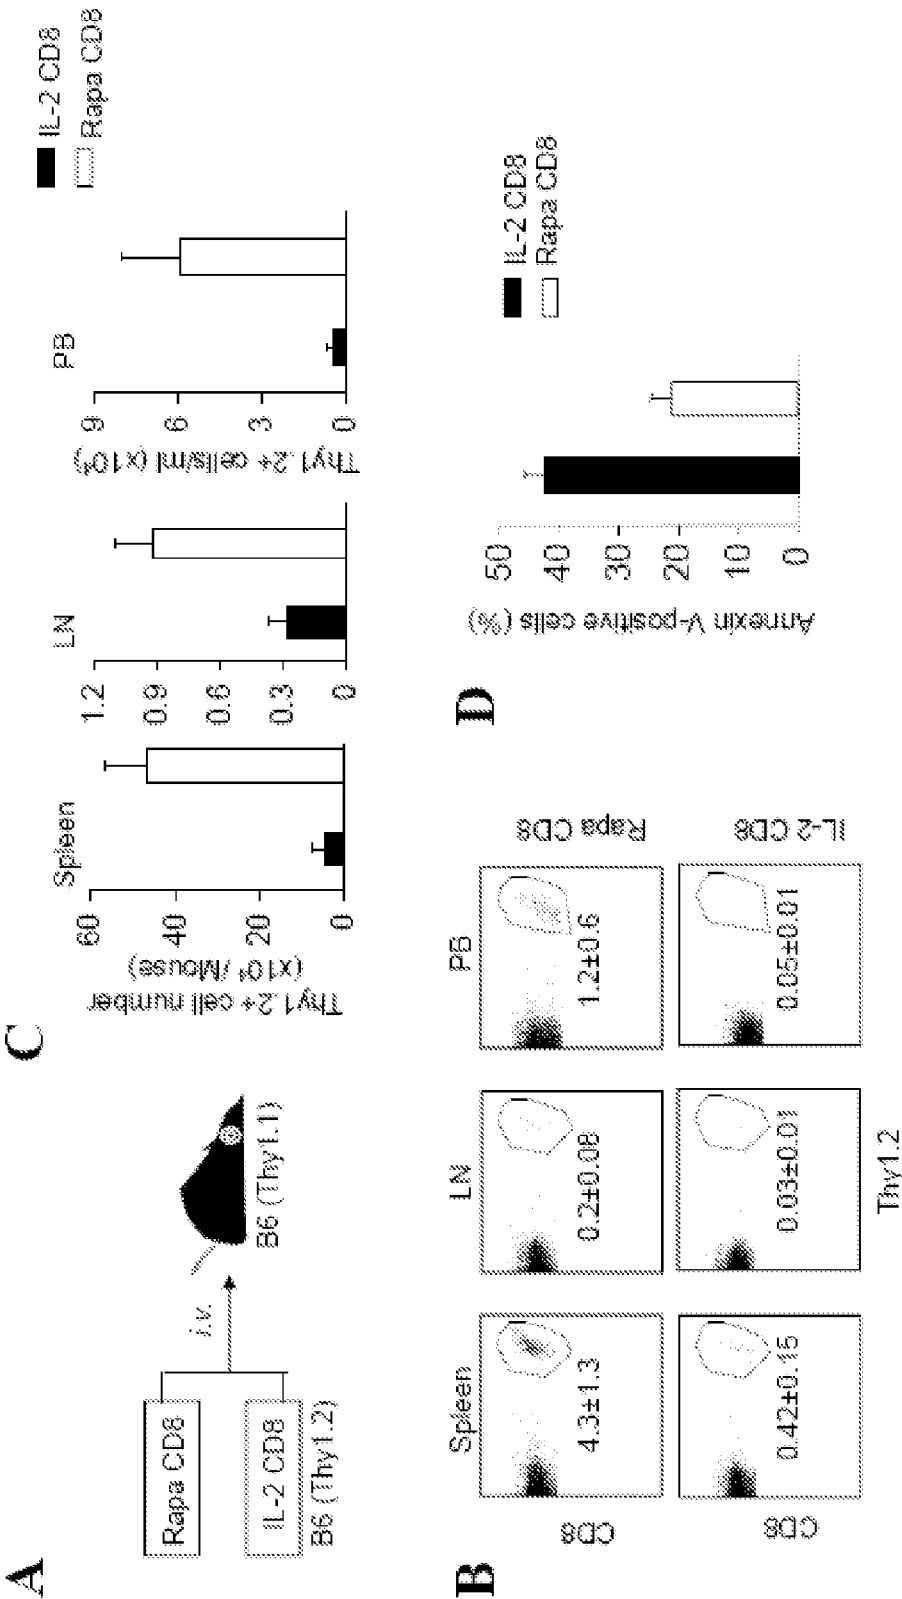 A
Rapa CD8
IL-2 CD8
B6 (Thy1.2)
i.v.
B6 (Thy1.1)
C
Thy1.2+ cell number
(x10⁴/Mouse)
Spleen
60
40
20
0
LN
1.2
0.9
0.6
0.3
0
PB
Thy1.2+ cells/ml (x10⁴)
9
6
3
0
IL-2 CD8
Rapa CD8
B
Spleen
LN
PB
CD8
4.3±1.3
0.2±0.08
1.2±0.6
Rapa CD8
CD8
0.42±0.15
0.03±0.01
0.05±0.01
IL-2 CD8
Thy1.2
D
Annexin V-positive cells (%)
50
40
30
20
10
0
IL-2 CD8
Rapa CD8